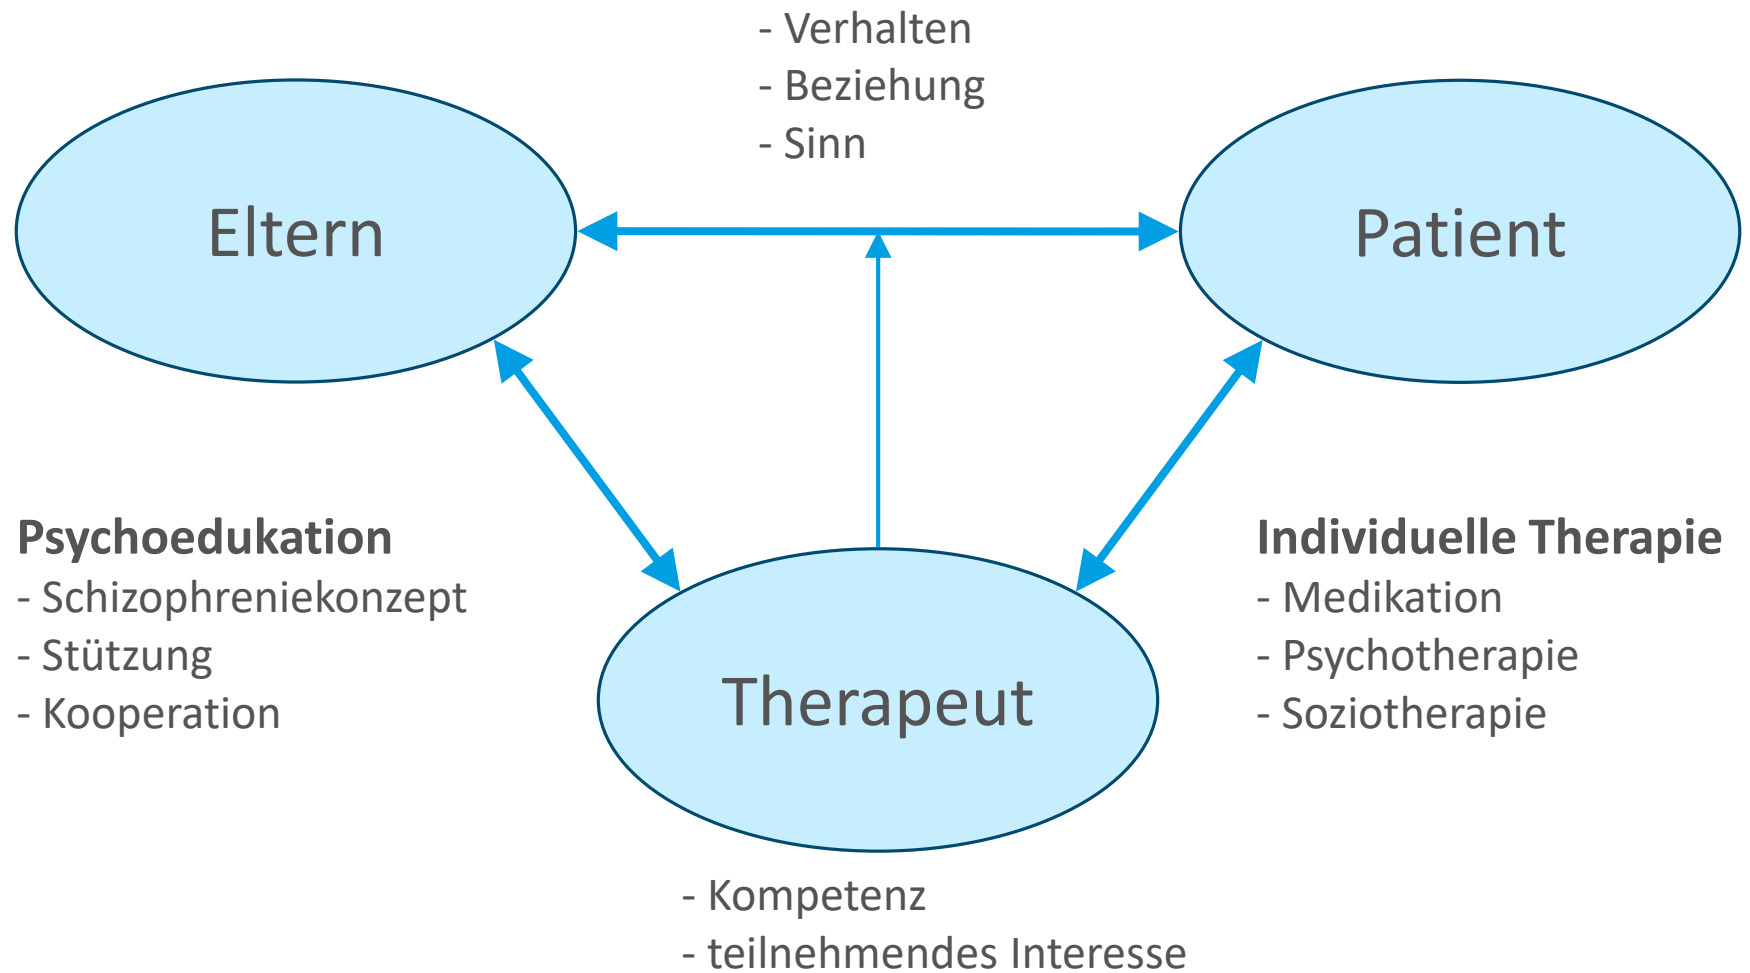 - Verhalten
- Beziehung
- Sinn
Eltern
Patient
Psychoedukation
- Schizophreniekonzept
- Stützung
- Kooperation
Individuelle Therapie
- Medikation
- Psychotherapie
- Soziotherapie
Therapeut
- Kompetenz
- teilnehmendes Interesse